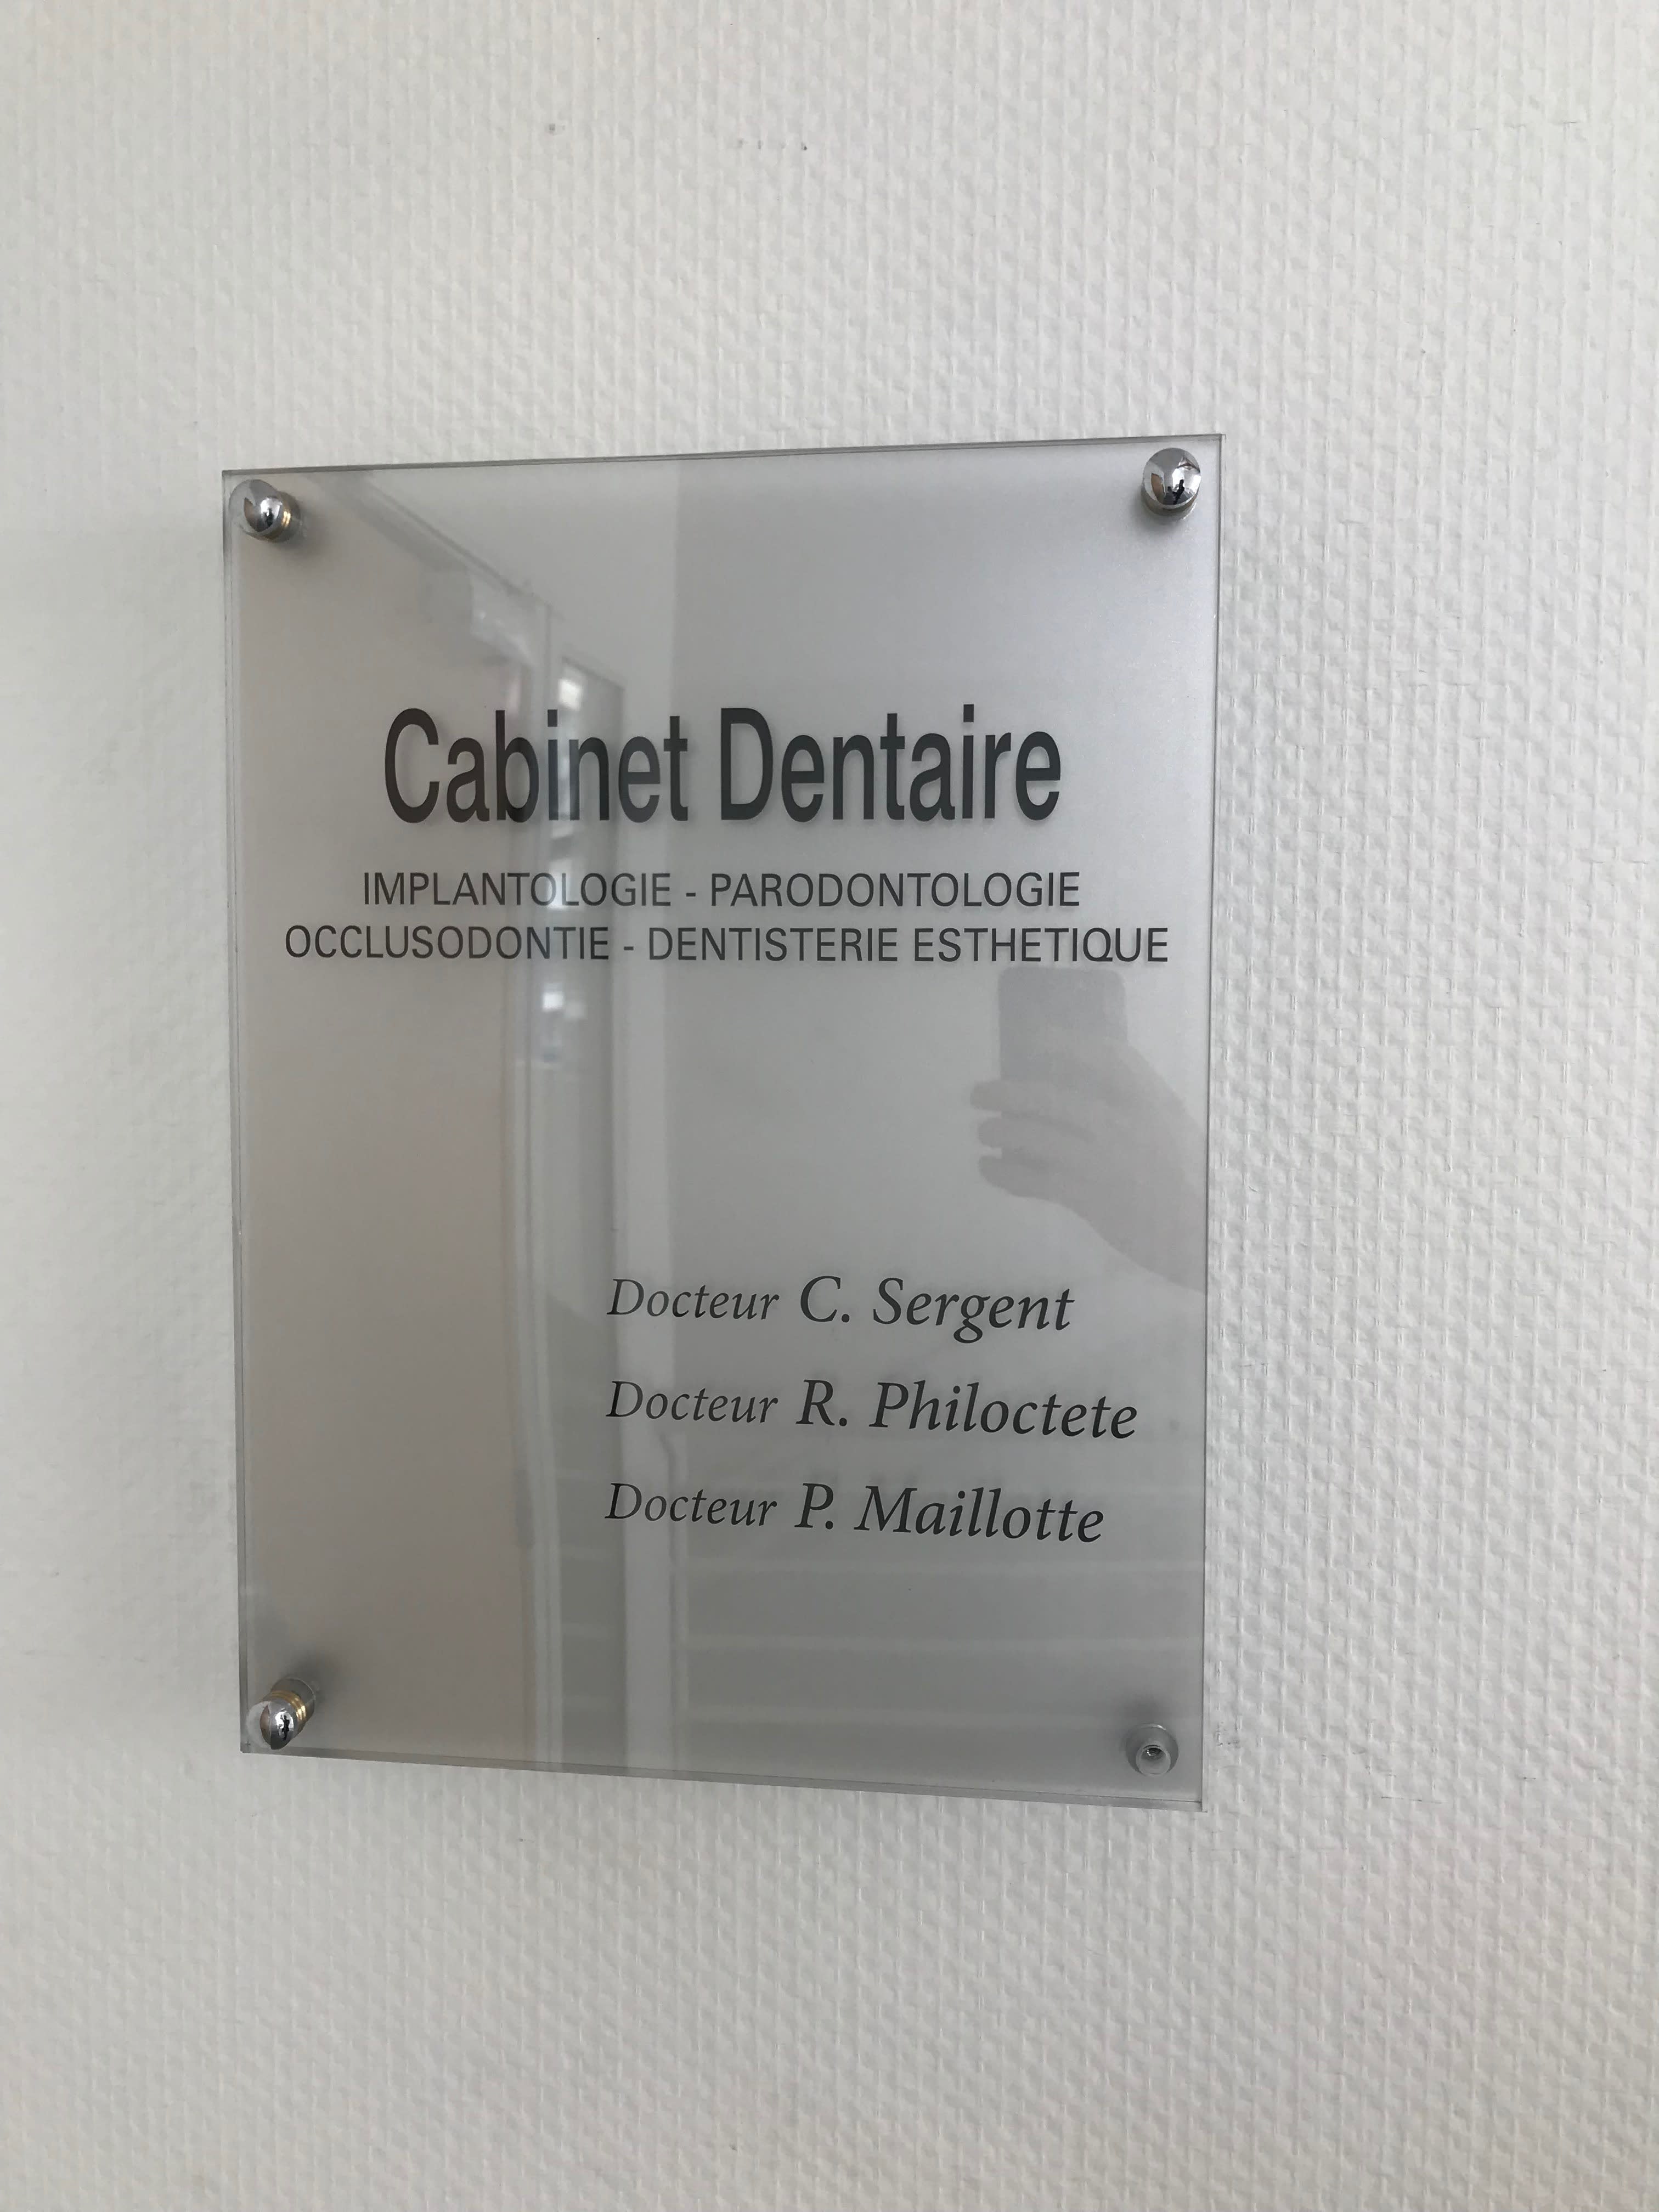 Cabinet Dentaire
IMPLANTOLOGIE - PARODONTOLOGIE
OCCLUSODONTIE - DENTISTERIE ESTHETIQUE
Docteur C. Sergent
Docteur R. Philoctete
Docteur P. Maillotte